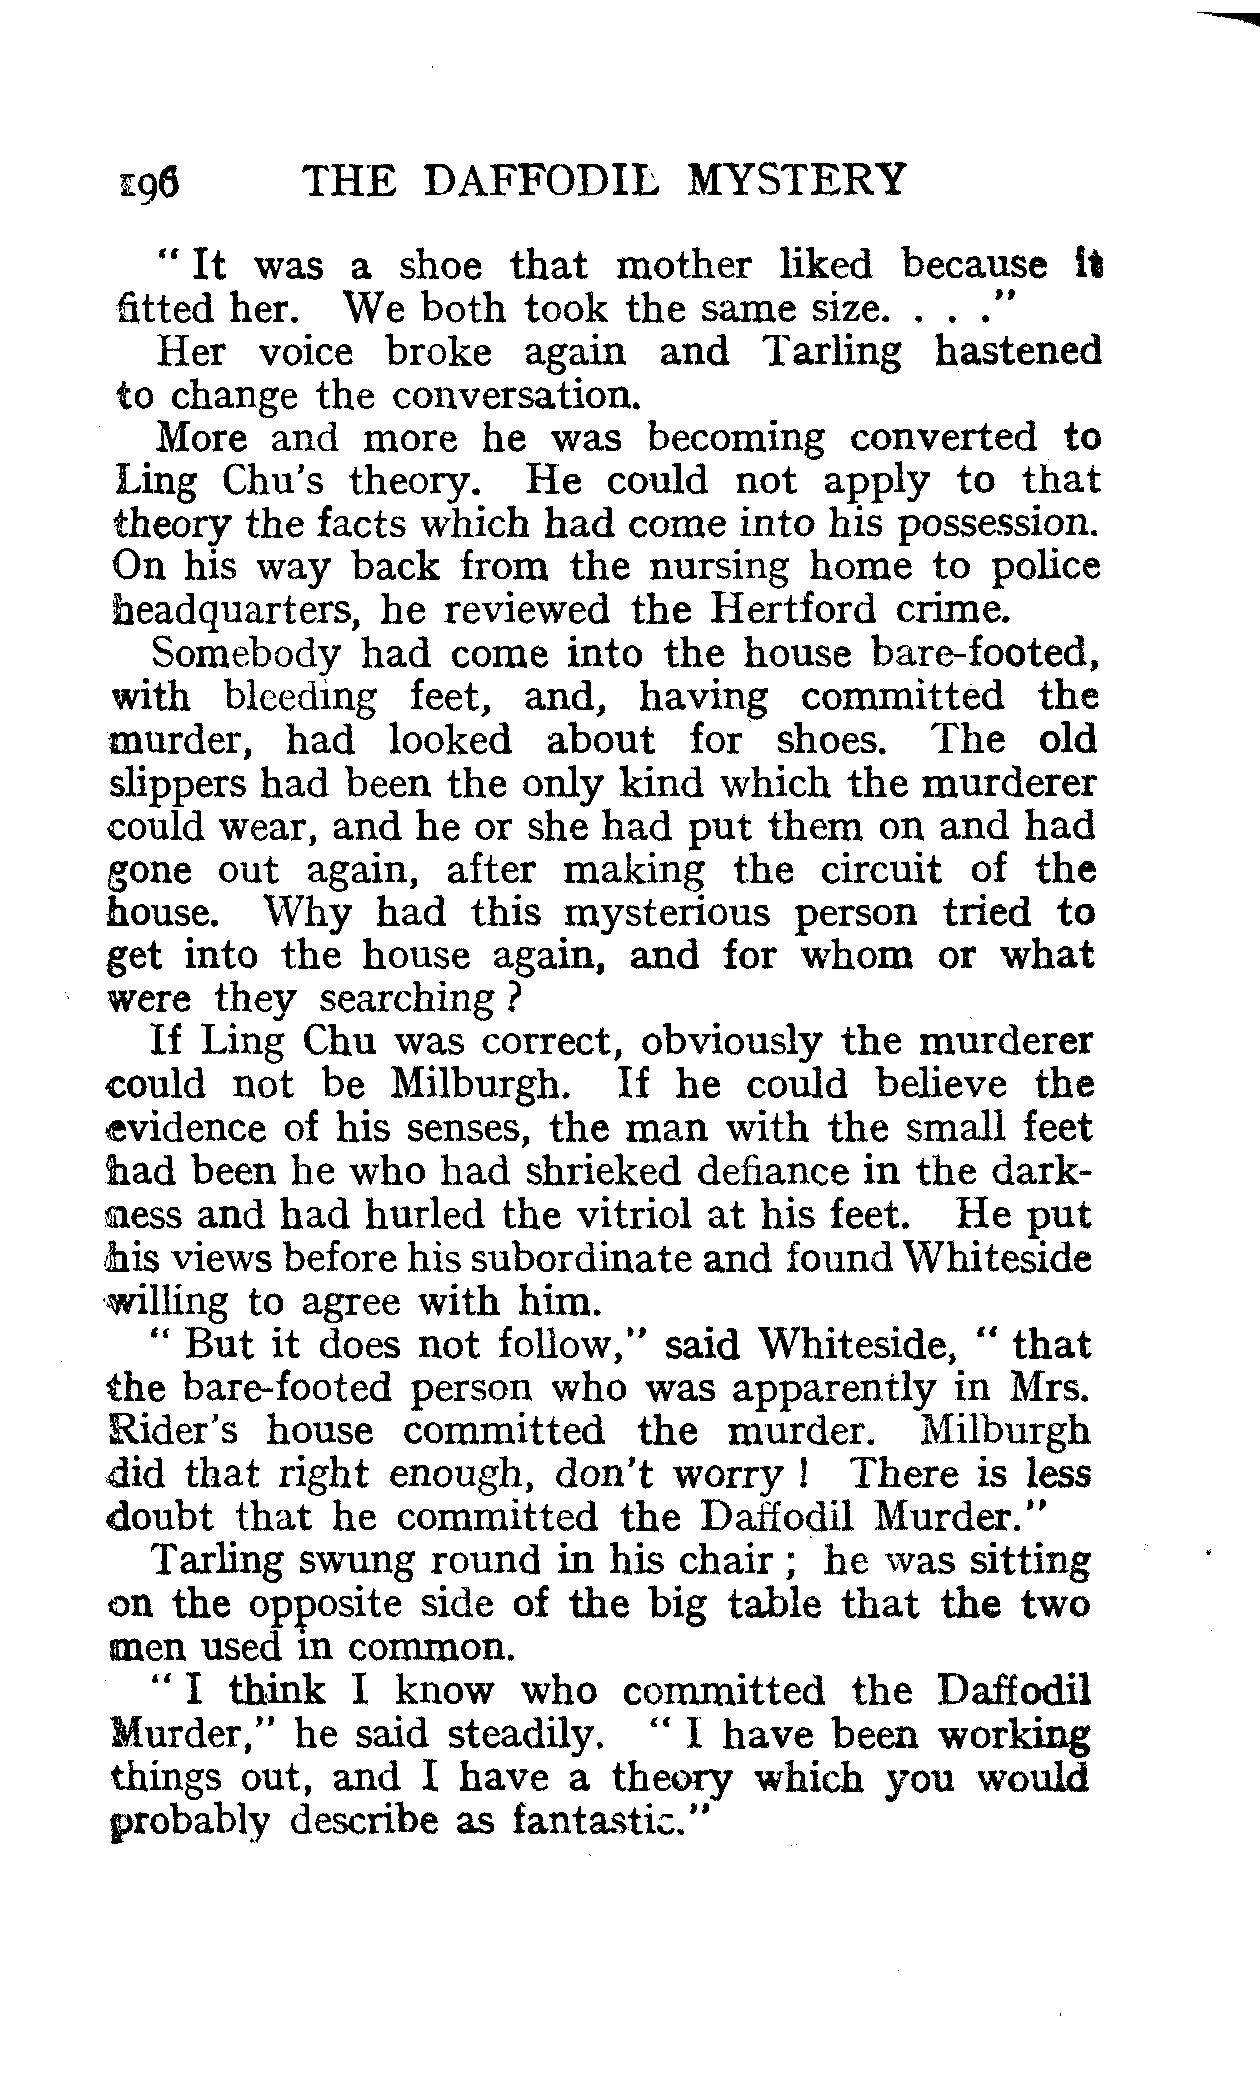 196 THE DAFFODIL MYSTERY
“ It was a shoe that mother liked because it
fitted her. We both took the same size. . . .”
Her voice broke again and Tarling hastened
to change the conversation.
More and more he was becoming converted to
Ling Chu's theory. He could not apply to that
theory the facts which had come into his possession.
On his way back from the nursing home to police
headquarters, he reviewed the Hertford crime.
Somebody had come into the house bare-footed,
with bleeding feet, and, having committed the
murder, had looked about for shoes. The old
slippers had been the only kind which the murderer
could wear, and he or she had put them on and had
gone out again, after making the circuit of the
house. Why had this mysterious person tried to
get into the house again, and for whom or what
were they searching ?
If Ling Chu was correct, obviously the murderer
could not be Milburgh. If he could believe the
evidence of his senses, the man with the small feet
had been he who had shrieked defiance in the dark-
ness and had hurled the vitriol at his feet. He put
his views before his subordinate and found Whiteside
willing to agree with him.
“ But it does not follow,” said Whiteside, “ that
the bare-footed person who was apparently in Mrs.
Rider's house committed the murder. Milburgh
did that right enough, don't worry ! There is less
doubt that he committed the Daffodil Murder.”
Tarling swung round in his chair ; he was sitting
on the opposite side of the big table that the two
men used in common.
“ I think I know who committed the Daffodil
Murder,” he said steadily. “ I have been working
things out, and I have a theory which you would
probably describe as fantastic.”